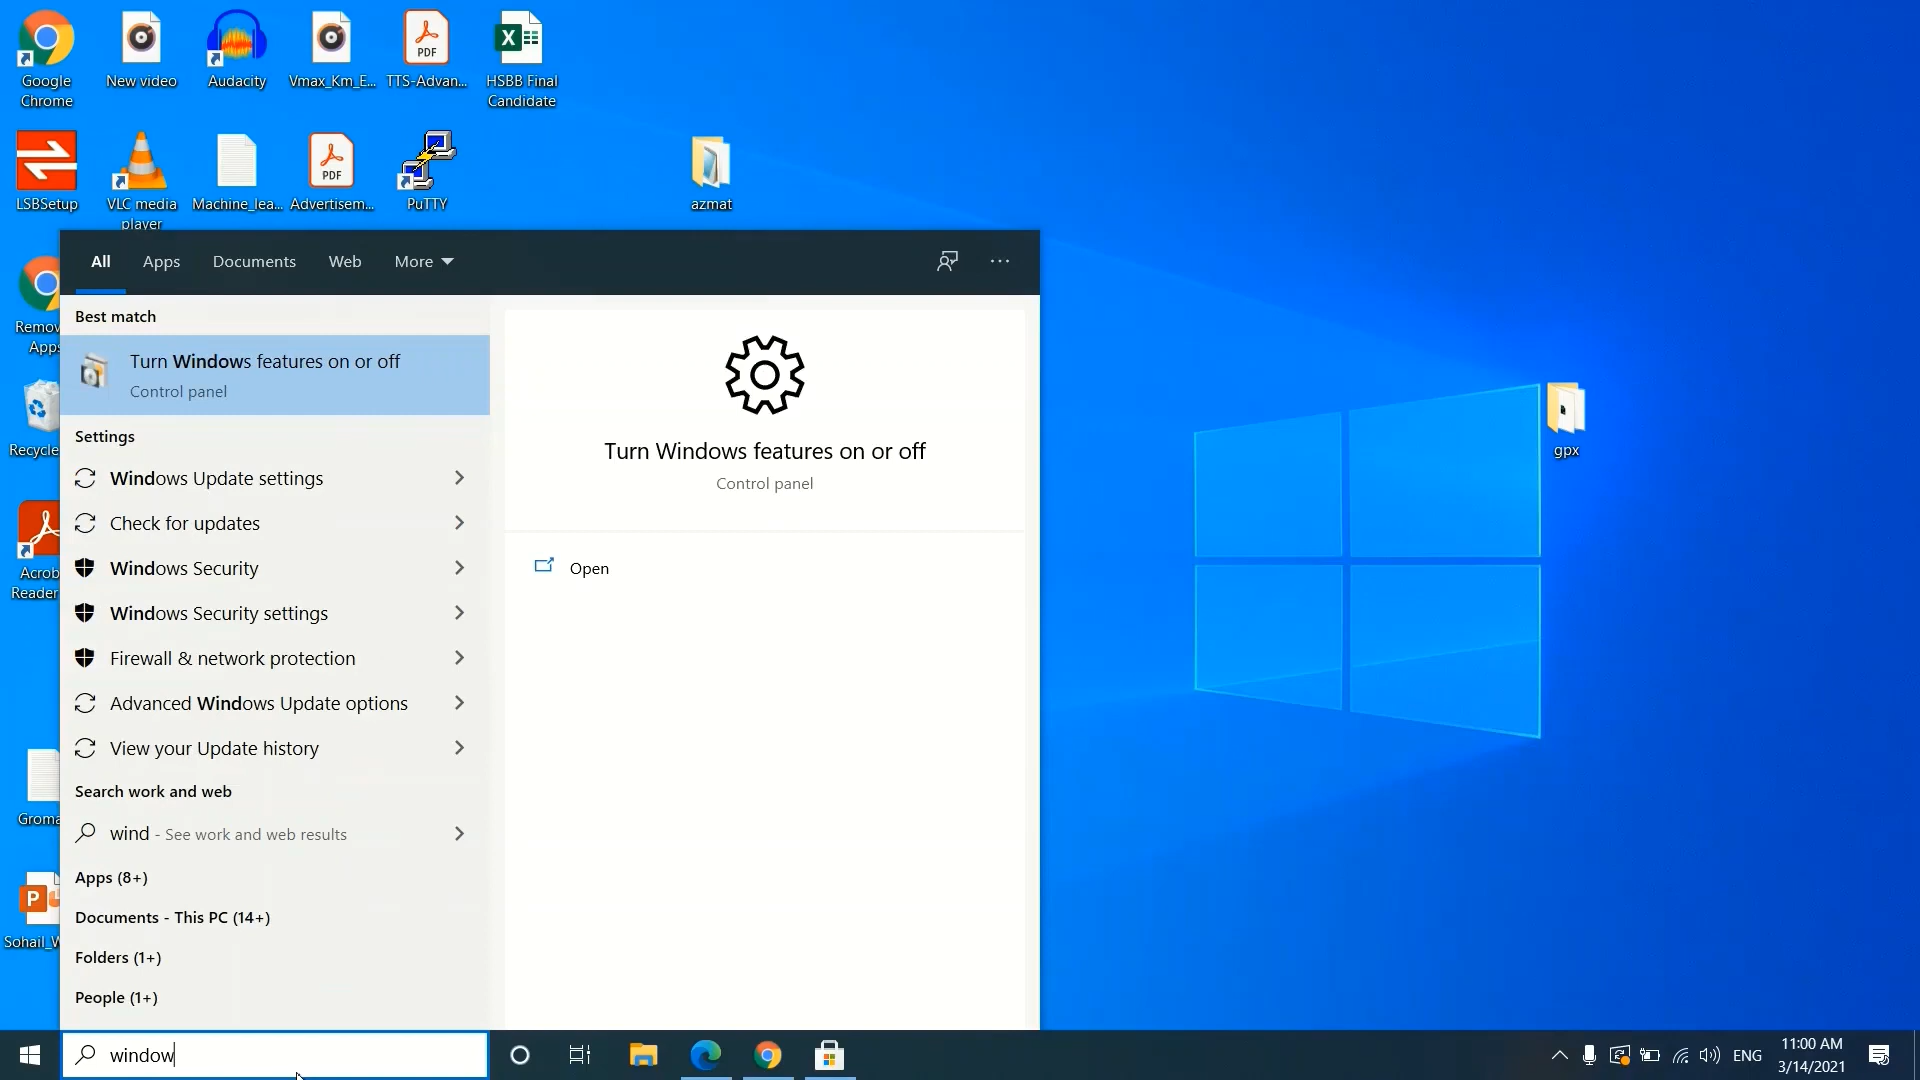 Google
Chrome
New video
Audacity
Vmax_Km_E...
TTS-Advan...
HSBB Final
Candidate
LSBSetup
VLC media
player
Machine_lea...
Advertisem...
PuTTY
azmat
All
Apps
Documents
Web
More
Best match
Turn Windows features on or off
Control panel
Settings
Windows Update settings
Check for updates
Windows Security
Windows Security settings
Firewall & network protection
Advanced Windows Update options
View your Update history
Search work and web
wind - See work and web results
Apps (8+)
Documents - This PC (14+)
Folders (1+)
People (1+)
Turn Windows features on or off
Control panel
Open
Remov
Apps
Recycle
Acrob
Reader
Groma
Sohail_W
gpx
PDF
PDF
window
ENG
11:00 AM
3/14/2021